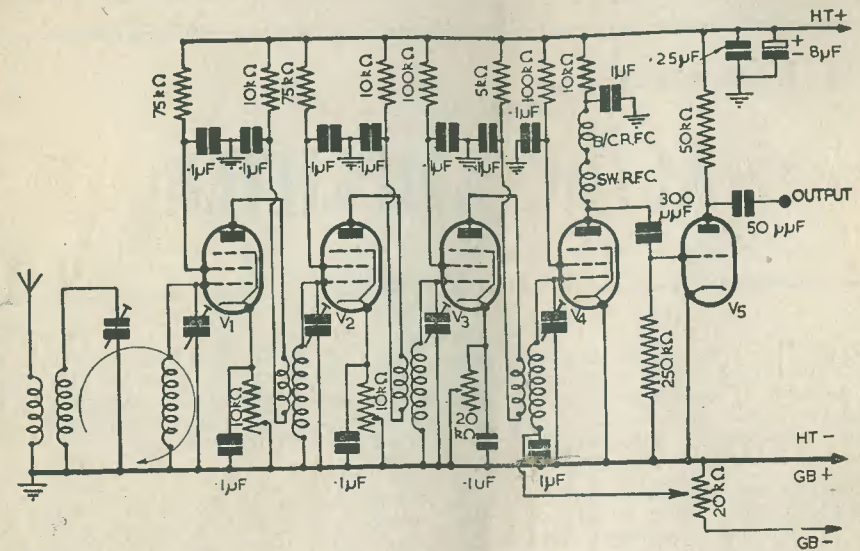 HT+
75kΩ
10kΩ
75kΩ
10kΩ
100kΩ
5kΩ
100kΩ
10kΩ
1µF
·25µF
+
- 8µF
·1µF
·1µF
·1µF
·1µF
·1µF
·1µF
·1µF
B/C R.F.C
S.W. R.F.C.
50kΩ
300
µµF
OUTPUT
50 µµF
V1
V2
V3
V4
V5
10kΩ
10kΩ
20
kΩ
250kΩ
·1µF
·1µF
·1µF
1µF
HT -
GB +
20kΩ
GB -